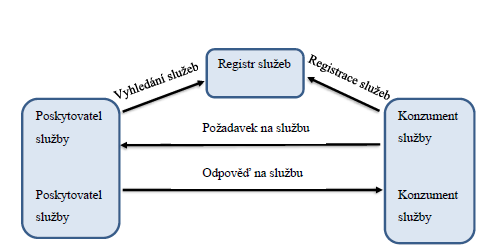 Registr služeb
Vyhledání služeb
Registrace služeb
Poskytovatel
služby
Požadavek na službu
Konzument
služby
Odpověď na službu
Poskytovatel
služby
Konzument
služby